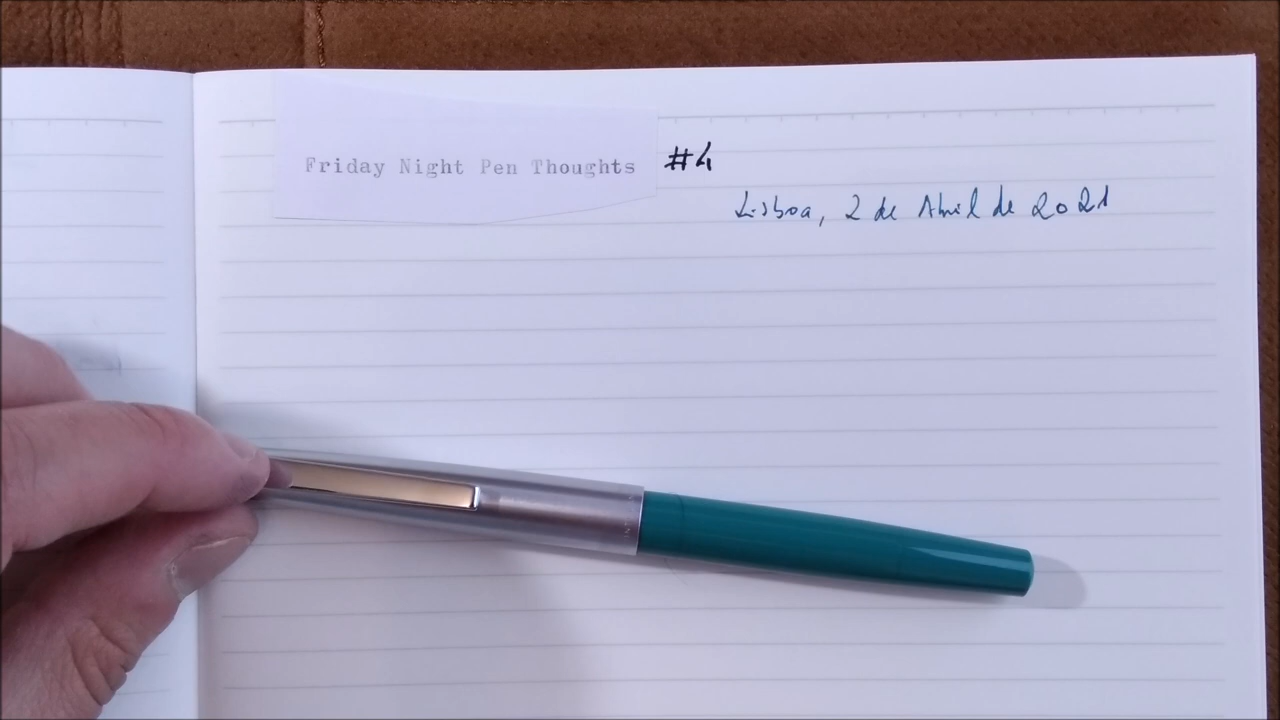 Friday Night Pen Thoughts #4
Lisboa, 2 de Abril de 2021